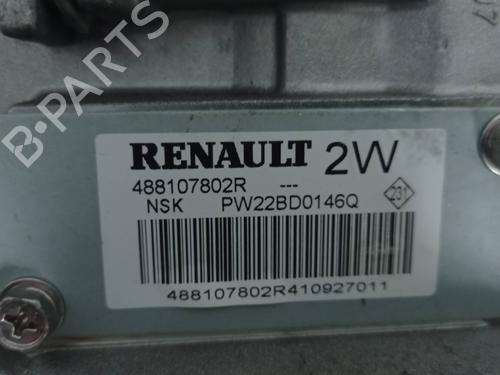 B-PARTS
RENAULT 2W
488107802R ---
NSK PW22BD0146Q
231
488107802R410927011